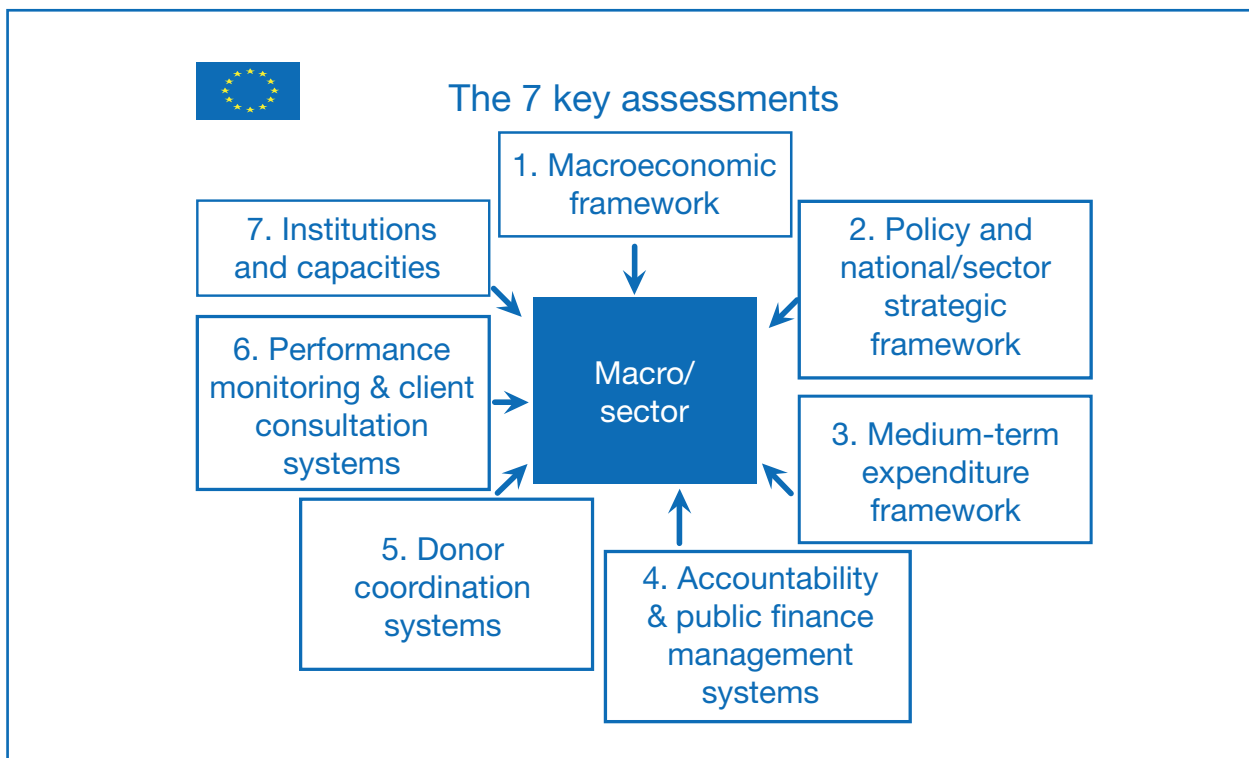 The 7 key assessments
1. Macroeconomic
framework
2. Policy and
national/sector
strategic
framework
3. Medium-term
expenditure
framework
4. Accountability
& public finance
management
systems
5. Donor
coordination
systems
6. Performance
monitoring & client
consultation
systems
7. Institutions
and capacities
Macro/
sector